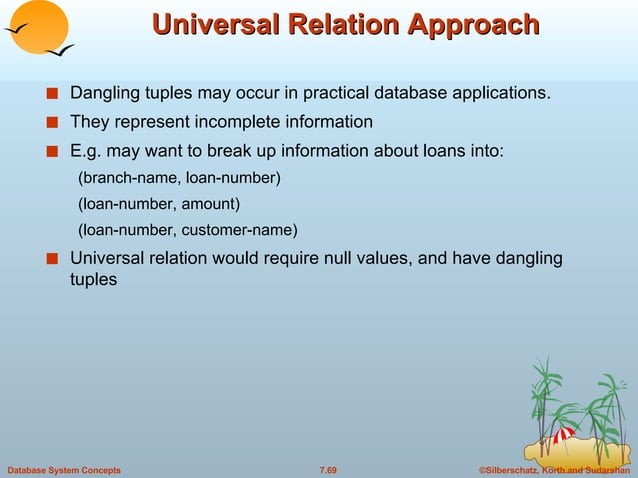 Universal Relation Approach
Dangling tuples may occur in practical database applications.
They represent incomplete information
E.g. may want to break up information about loans into:
(branch-name, loan-number)
(loan-number, amount)
(loan-number, customer-name)
Universal relation would require null values, and have dangling
tuples
Database System Concepts
7.69
©Silberschatz, Korth and Sudarshan